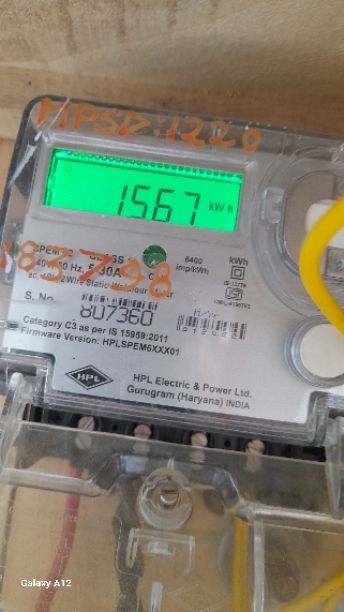 MPSD:1220
1567 kWh
6400 imp/kWh
kWh
:83798
S. No.
807360
Category C3 as per IS 15959:2011
Firmware Version: HPLSPEM6XXX01
HPL
HPL Electric & Power Ltd.
Gurugram (Haryana) INDIA
Galaxy A12